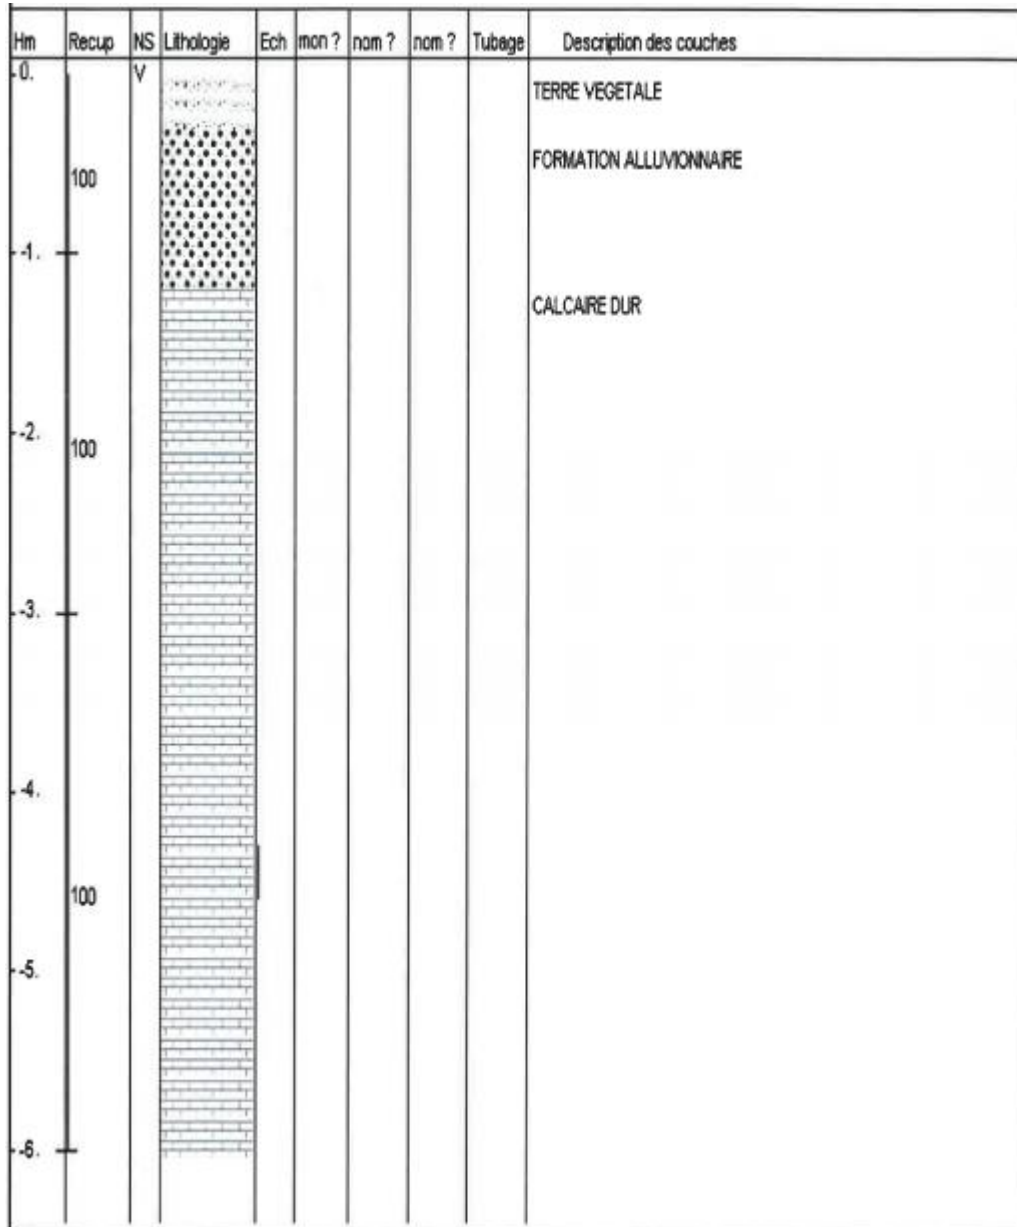 Hm Recup NS Lithologie Ech mon ? nom ? nom ? Tubage Description des couches
0. V
TERRE VEGETALE
FORMATION ALLUVIONNAIRE
100
-1.
CALCAIRE DUR
-2.
100
-3.
-4.
100
-5.
-6.